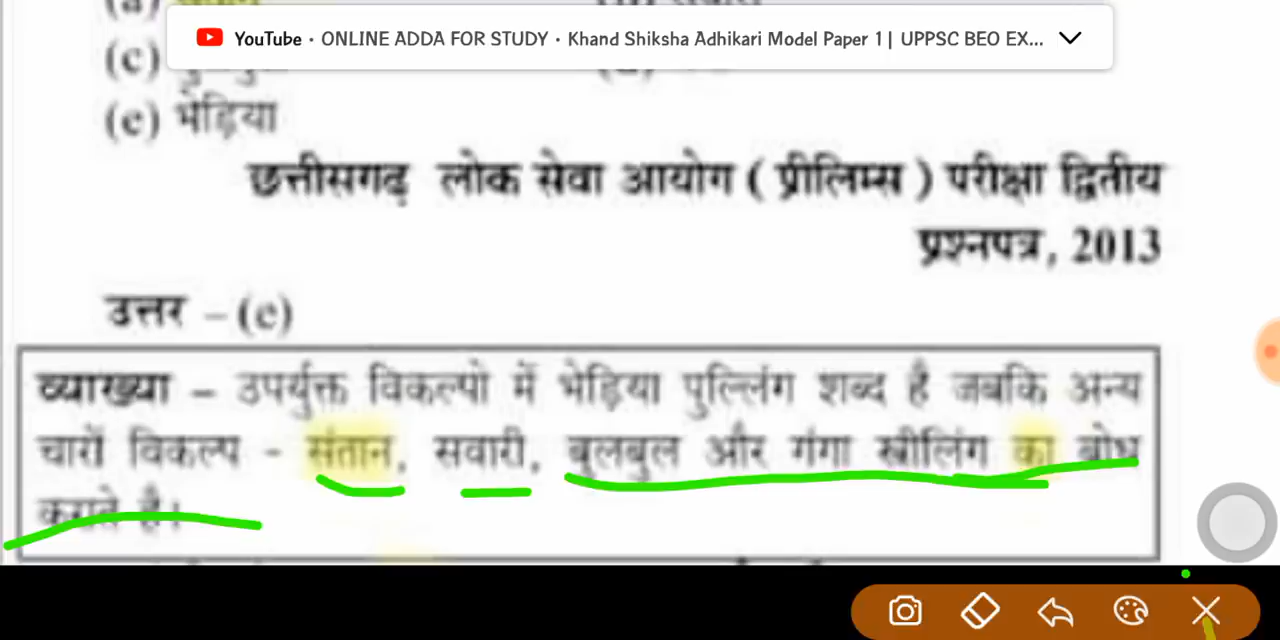 YouTube · ONLINE ADDA FOR STUDY · Khand Shiksha Adhikari Model Paper 1| UPPSC BEO EX...
(c)
(e) भेड़िया
छत्तीसगढ़ लोक सेवा आयोग ( प्रीलिम्स ) परीक्षा द्वितीय
प्रश्नपत्र, 2013
उत्तर – (e)
व्याख्या – उपर्युक्त विकल्पो में भेड़िया पुल्लिंग शब्द है जबकि अन्य
चारों विकल्प - संतान, सवारी, बुलबुल और गंगा स्त्रीलिंग का बोध
कराते है।